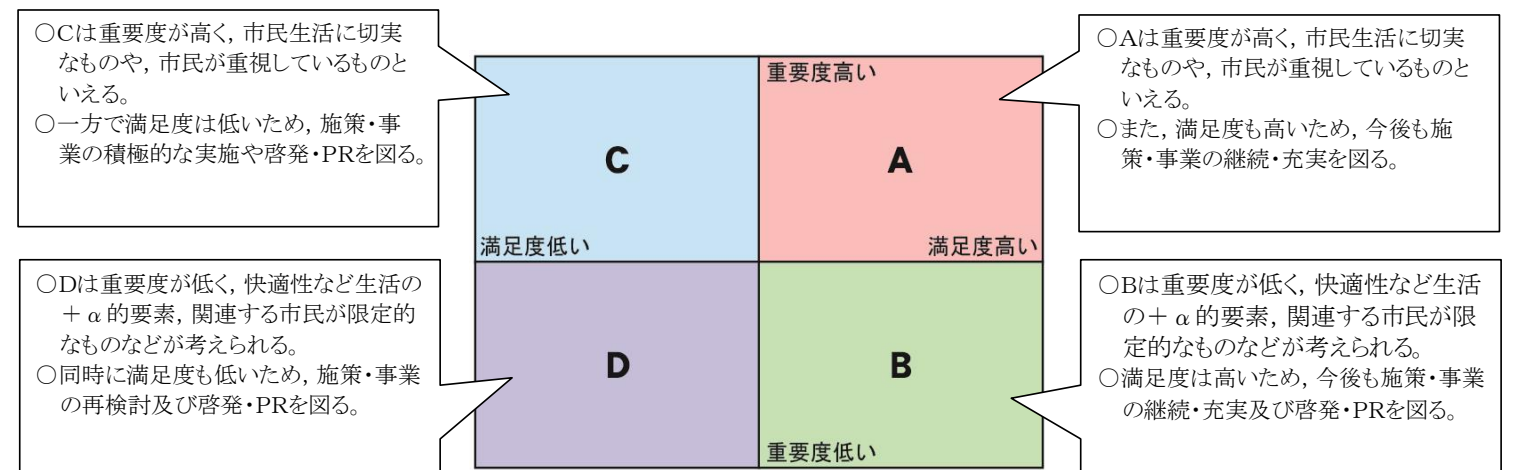 ○Cは重要度が高く，市民生活に切実
なものや，市民が重視しているものと
いえる。
○一方で満足度は低いため，施策・事
業の積極的な実施や啓発・PRを図る。
重要度高い
C
A
満足度低い
満足度高い
○Aは重要度が高く，市民生活に切実
なものや，市民が重視しているものと
いえる。
○また，満足度も高いため，今後も施
策・事業の継続・充実を図る。
○Dは重要度が低く，快適性など生活の
＋α的要素，関連する市民が限定的
なものなどが考えられる。
○同時に満足度も低いため，施策・事業
の再検討及び啓発・PRを図る。
D
B
重要度低い
○Bは重要度が低く，快適性など生活
の＋α的要素，関連する市民が限
定的なものなどが考えられる。
○満足度は高いため，今後も施策・事業
の継続・充実及び啓発・PRを図る。